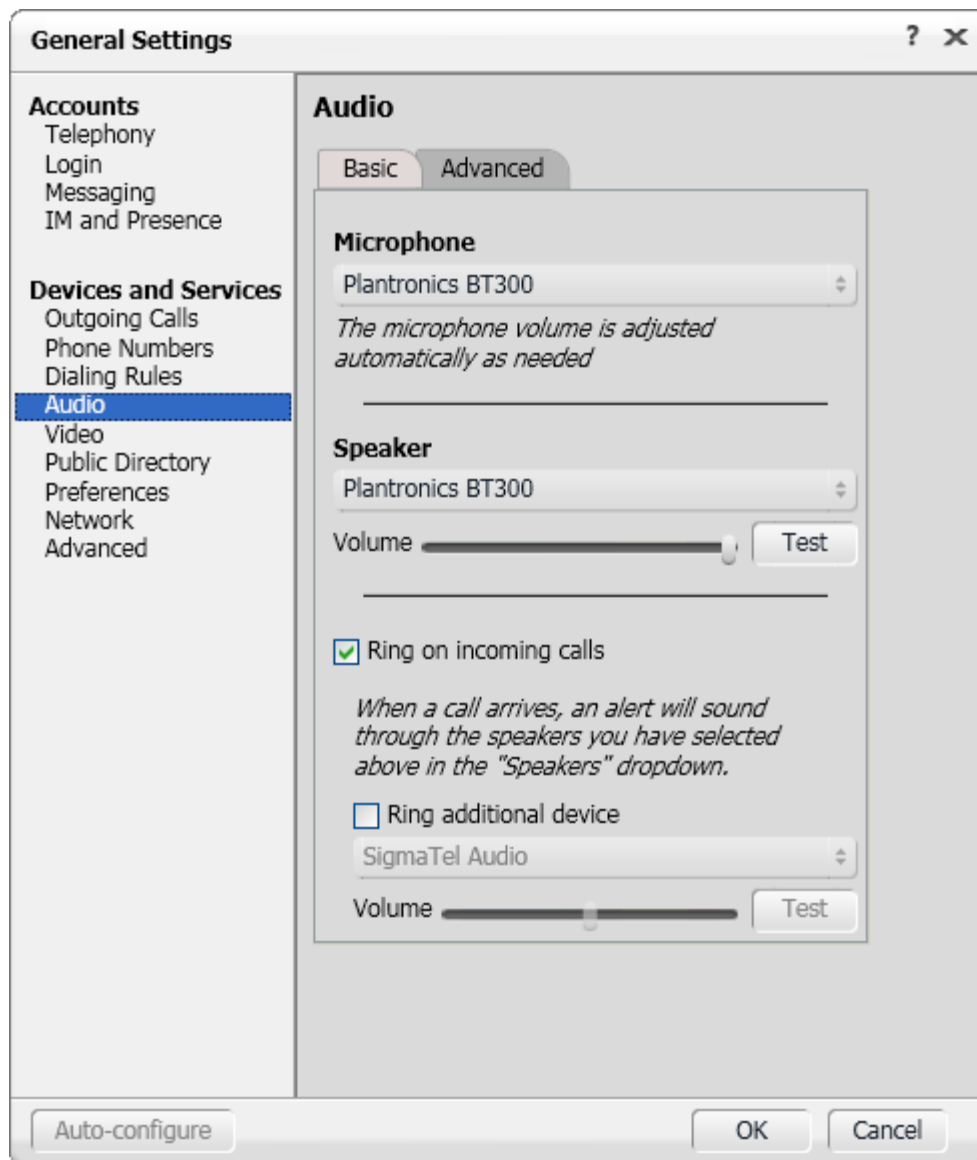 General Settings
?
Accounts
Telephony
Login
Messaging
IM and Presence
Devices and Services
Outgoing Calls
Phone Numbers
Dialing Rules
Audio
Video
Public Directory
Preferences
Network
Advanced
Audio
Basic
Advanced
Microphone
Plantronics BT300
The microphone volume is adjusted
automatically as needed
Speaker
Plantronics BT300
Volume
Test
Ring on incoming calls
When a call arrives, an alert will sound
through the speakers you have selected
above in the "Speakers" dropdown.
Ring additional device
SigmaTel Audio
Volume
Test
Auto-configure
OK
Cancel